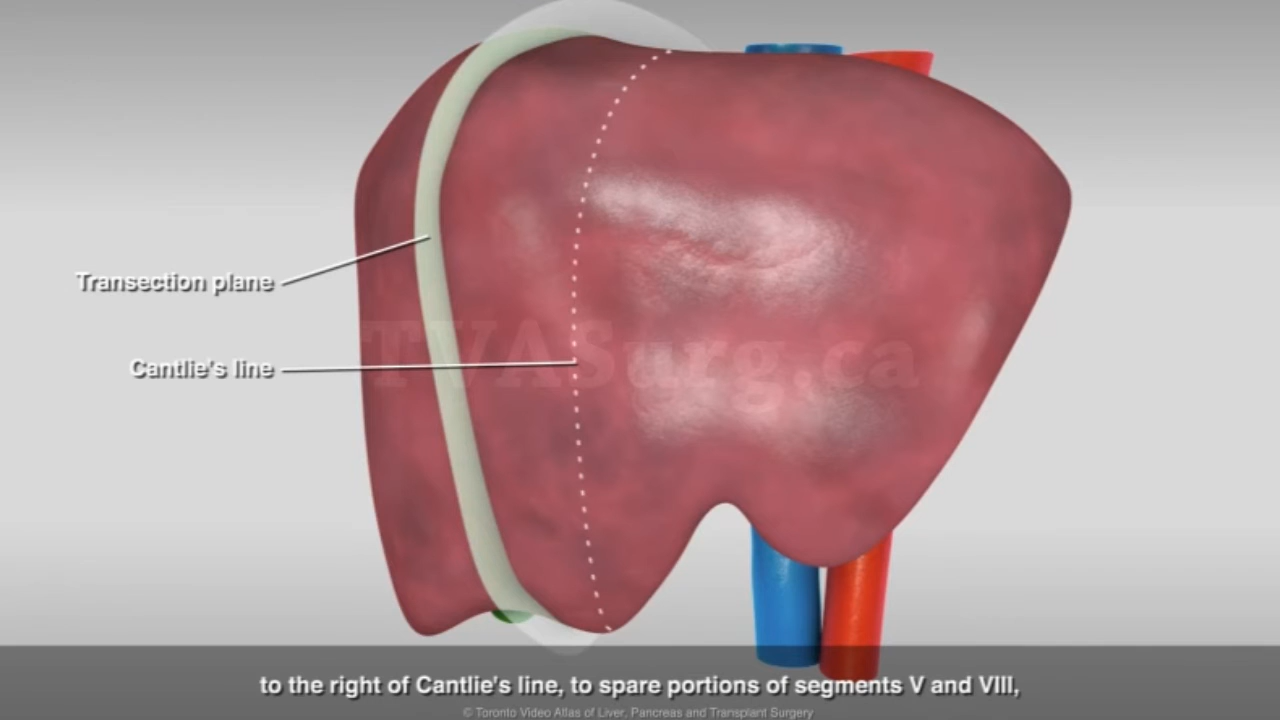 Transection plane
TVASurg.ca
Cantlie's line
to the right of Cantlie's line, to spare portions of segments V and VIII,
© Toronto Video Atlas of Liver, Pancreas and Transplant Surgery